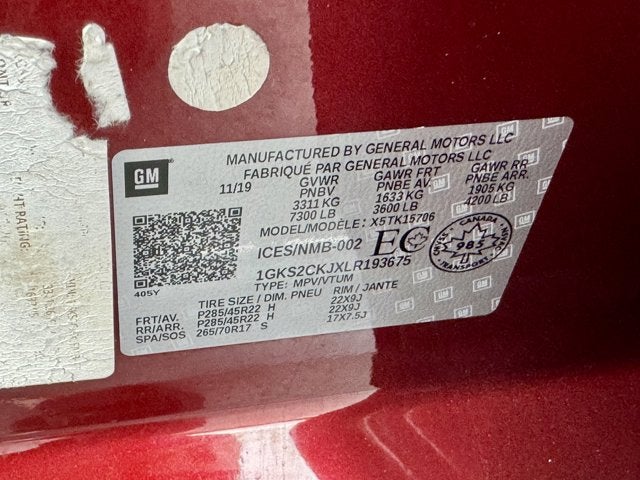 GM
MANUFACTURED BY GENERAL MOTORS LLC
FABRIQUÉ PAR GENERAL MOTORS LLC
11/19 GVWR GAWR FRT GAWR RR
PNBV PNBE AV. PNBE ARR.
3311 KG 1633 KG 1905 KG
7300 LB 3600 LB 4200 LB
MODEL/MODÈLE: X5TK15706
ICES/NMB-002 EC CANADA 985
1GKS2CKJXLR193675
405Y TYPE: MPV/VTUM
TIRE SIZE / DIM. PNEU RIM / JANTE
FRT/AV. P285/45R22 H 22X9J
RR/ARR. P285/45R22 H 22X9J
SPA/SOS 265/70R17 S 17X7.5J